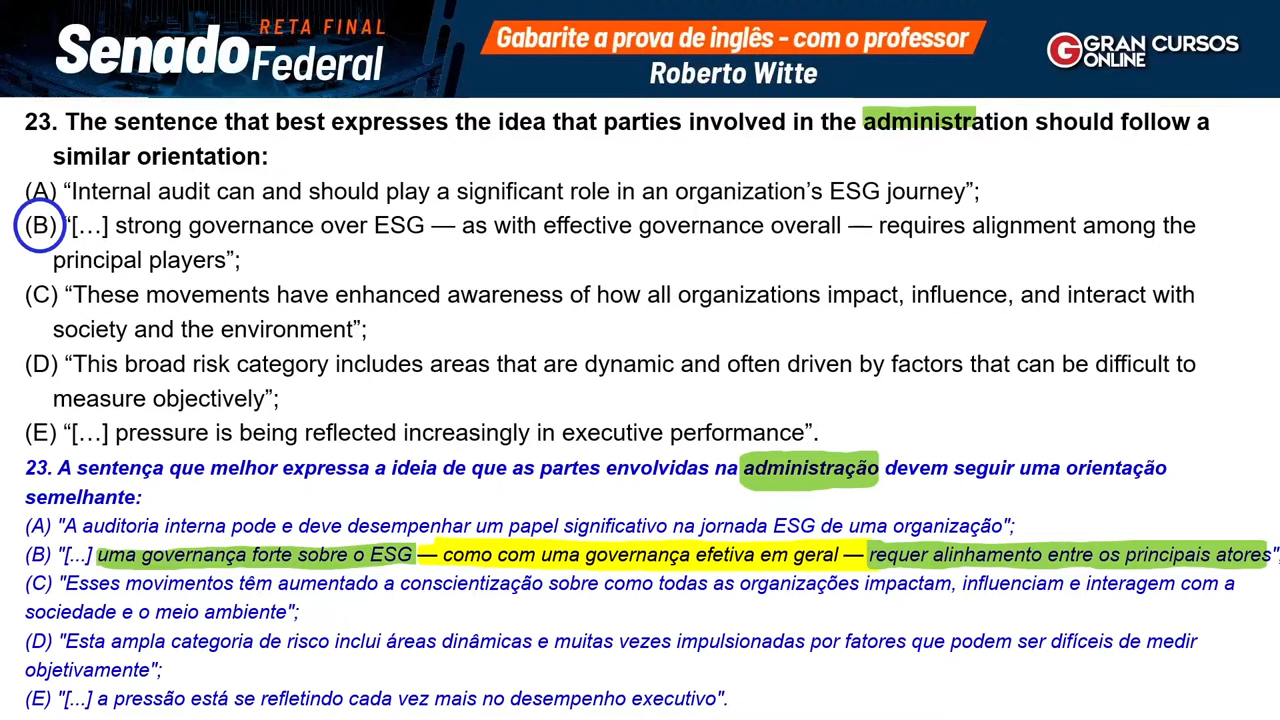 RETA FINAL
Senado
Federal
Gabarite a prova de inglês - com o professor
Roberto Witte
G GRAN CURSOS
ONLINE
23. The sentence that best expresses the idea that parties involved in the administration should follow a
similar orientation:
(A) “Internal audit can and should play a significant role in an organization’s ESG journey”;
(B) “[…] strong governance over ESG — as with effective governance overall — requires alignment among the
principal players”;
(C) “These movements have enhanced awareness of how all organizations impact, influence, and interact with
society and the environment”;
(D) “This broad risk category includes areas that are dynamic and often driven by factors that can be difficult to
measure objectively”;
(E) “[…] pressure is being reflected increasingly in executive performance”.
23. A sentença que melhor expressa a ideia de que as partes envolvidas na administração devem seguir uma orientação
semelhante:
(A) "A auditoria interna pode e deve desempenhar um papel significativo na jornada ESG de uma organização";
(B) "[...] uma governança forte sobre o ESG — como com uma governança efetiva em geral — requer alinhamento entre os principais atores";
(C) "Esses movimentos têm aumentado a conscientização sobre como todas as organizações impactam, influenciam e interagem com a
sociedade e o meio ambiente";
(D) "Esta ampla categoria de risco inclui áreas dinâmicas e muitas vezes impulsionadas por fatores que podem ser difíceis de medir
objetivamente";
(E) "[...] a pressão está se refletindo cada vez mais no desempenho executivo".